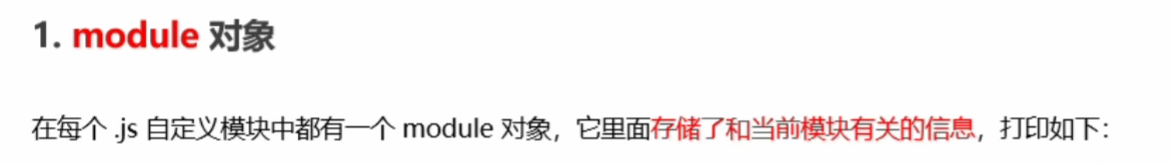 1. module 对象
在每个 .js 自定义模块中都有一个 module 对象，它里面存储了和当前模块有关的信息，打印如下：